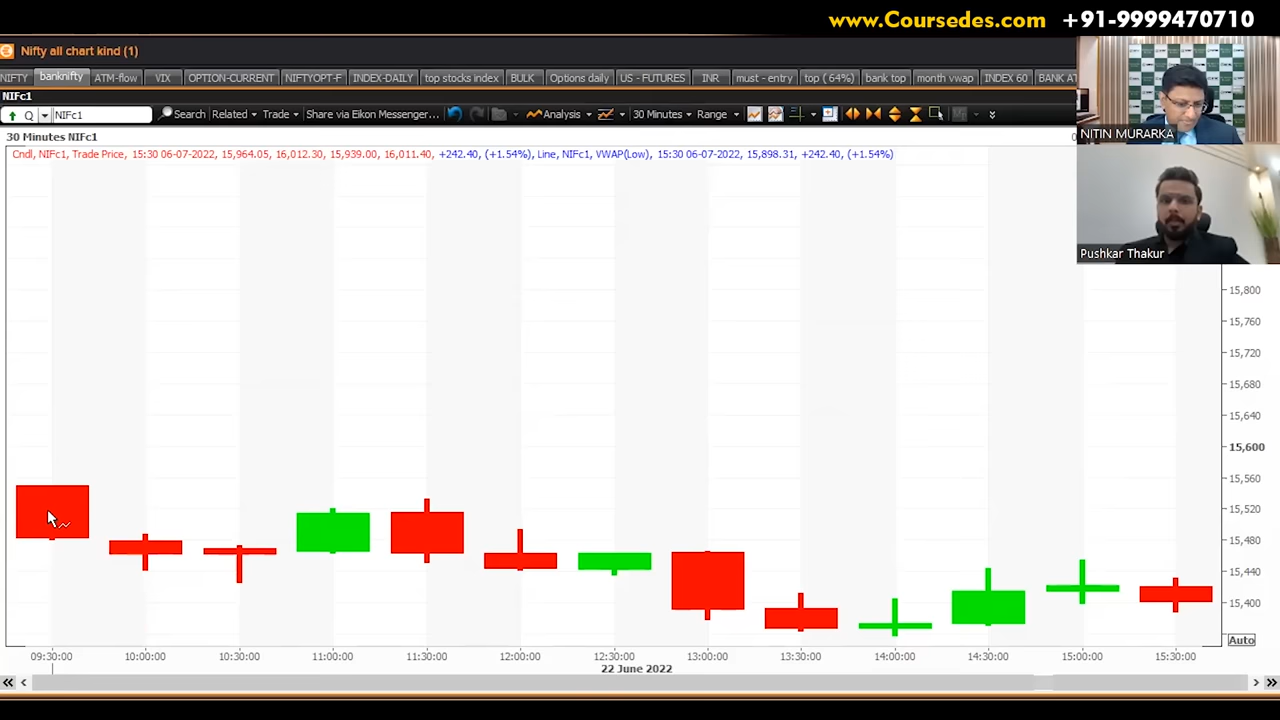 www.Coursedes.com +91-9999470710
Nifty all chart kind (1)
NIFTY banknifty ATM-flow VIX OPTION-CURRENT NIFTYOPT-F INDEX-DAILY top stocks index BULK Options daily US - FUTURES INR must - entry top ( 64%) bank top month vwap INDEX 60 BANK AT
NIFc1
Q NIFc1 Search Related Trade Share via Eikon Messenger... Analysis 30 Minutes Range
NITIN MURARKA
30 Minutes NIFc1
Cndl, NIFc1, Trade Price, 15:30 06-07-2022, 15,964.05, 16,012.30, 15,939.00, 16,011.40, +242.40, (+1.54%), Line, NIFc1, VWAP(Low), 15:30 06-07-2022, 15,898.31, +242.40, (+1.54%)
Pushkar Thakur
15,800
15,760
15,720
15,680
15,640
15,600
15,560
15,520
15,480
15,440
15,400
Auto
09:30:00 10:00:00 10:30:00 11:00:00 11:30:00 12:00:00 12:30:00 13:00:00 13:30:00 14:00:00 14:30:00 15:00:00 15:30:00
22 June 2022